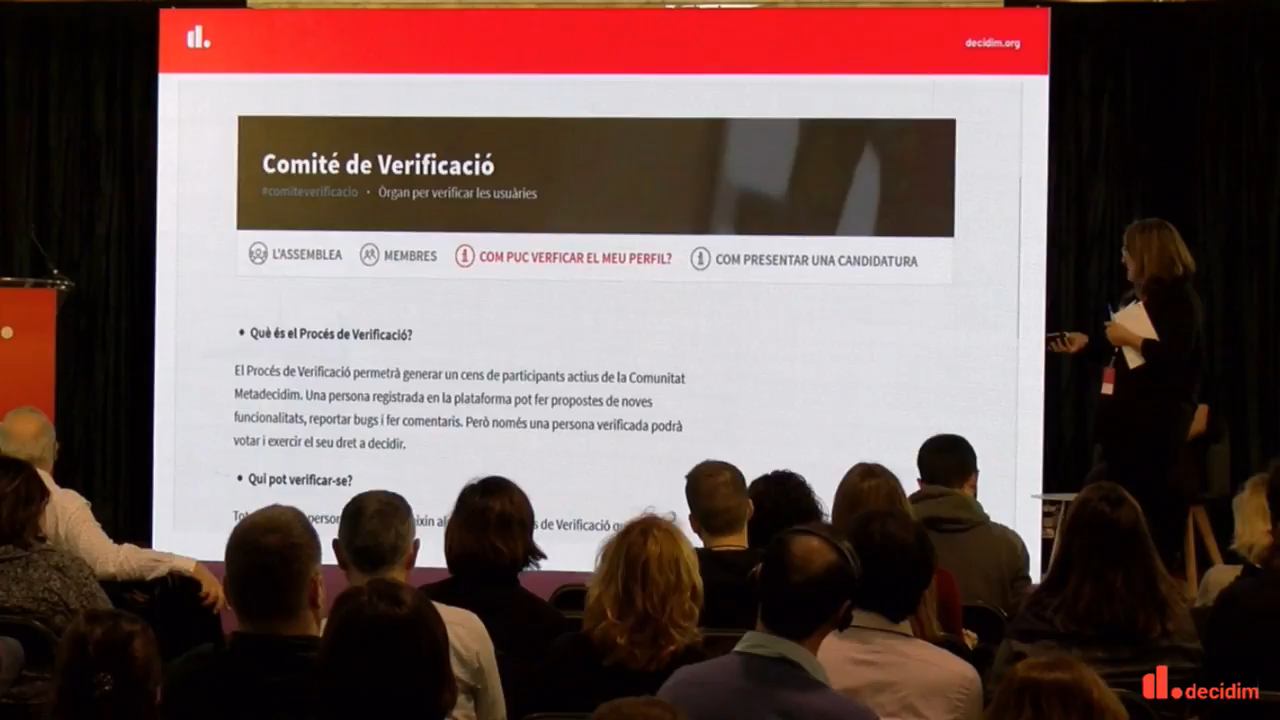 d.
decidim.org
Comité de Verificació
#comiteverificacio · Òrgan per verificar les usuàries
L'ASSEMBLEA MEMBRES COM PUC VERFICAR EL MEU PERFIL? COM PRESENTAR UNA CANDIDATURA
• Què és el Procés de Verificació?
El Procés de Verificació permetrà generar un cens de participants actius de la Comunitat
Metadecidim. Una persona registrada en la plataforma pot fer propostes de noves
funcionalitats, reportar bugs i fer comentaris. Però només una persona verificada podrà
votar i exercir el seu dret a decidir.
• Qui pot verificar-se?
de Verificació
d.decidim